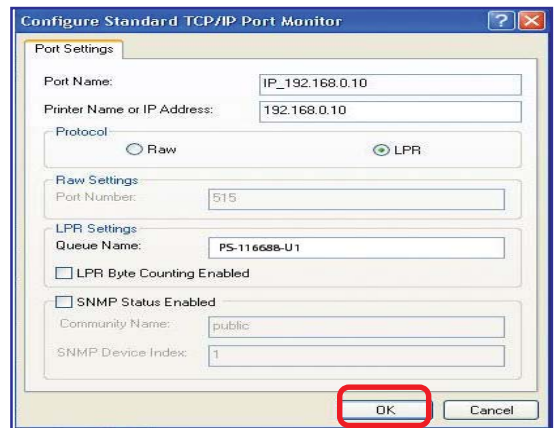 Configure Standard TCP/IP Port Monitor
Port Settings
Port Name: IP_192.168.0.10
Printer Name or IP Address: 192.168.0.10
Protocol
Raw LPR
Raw Settings
Port Number: 515
LPR Settings
Queue Name: PS-116688-U1
LPR Byte Counting Enabled
SNMP Status Enabled
Community Name: public
SNMP Device Index: 1
OK Cancel